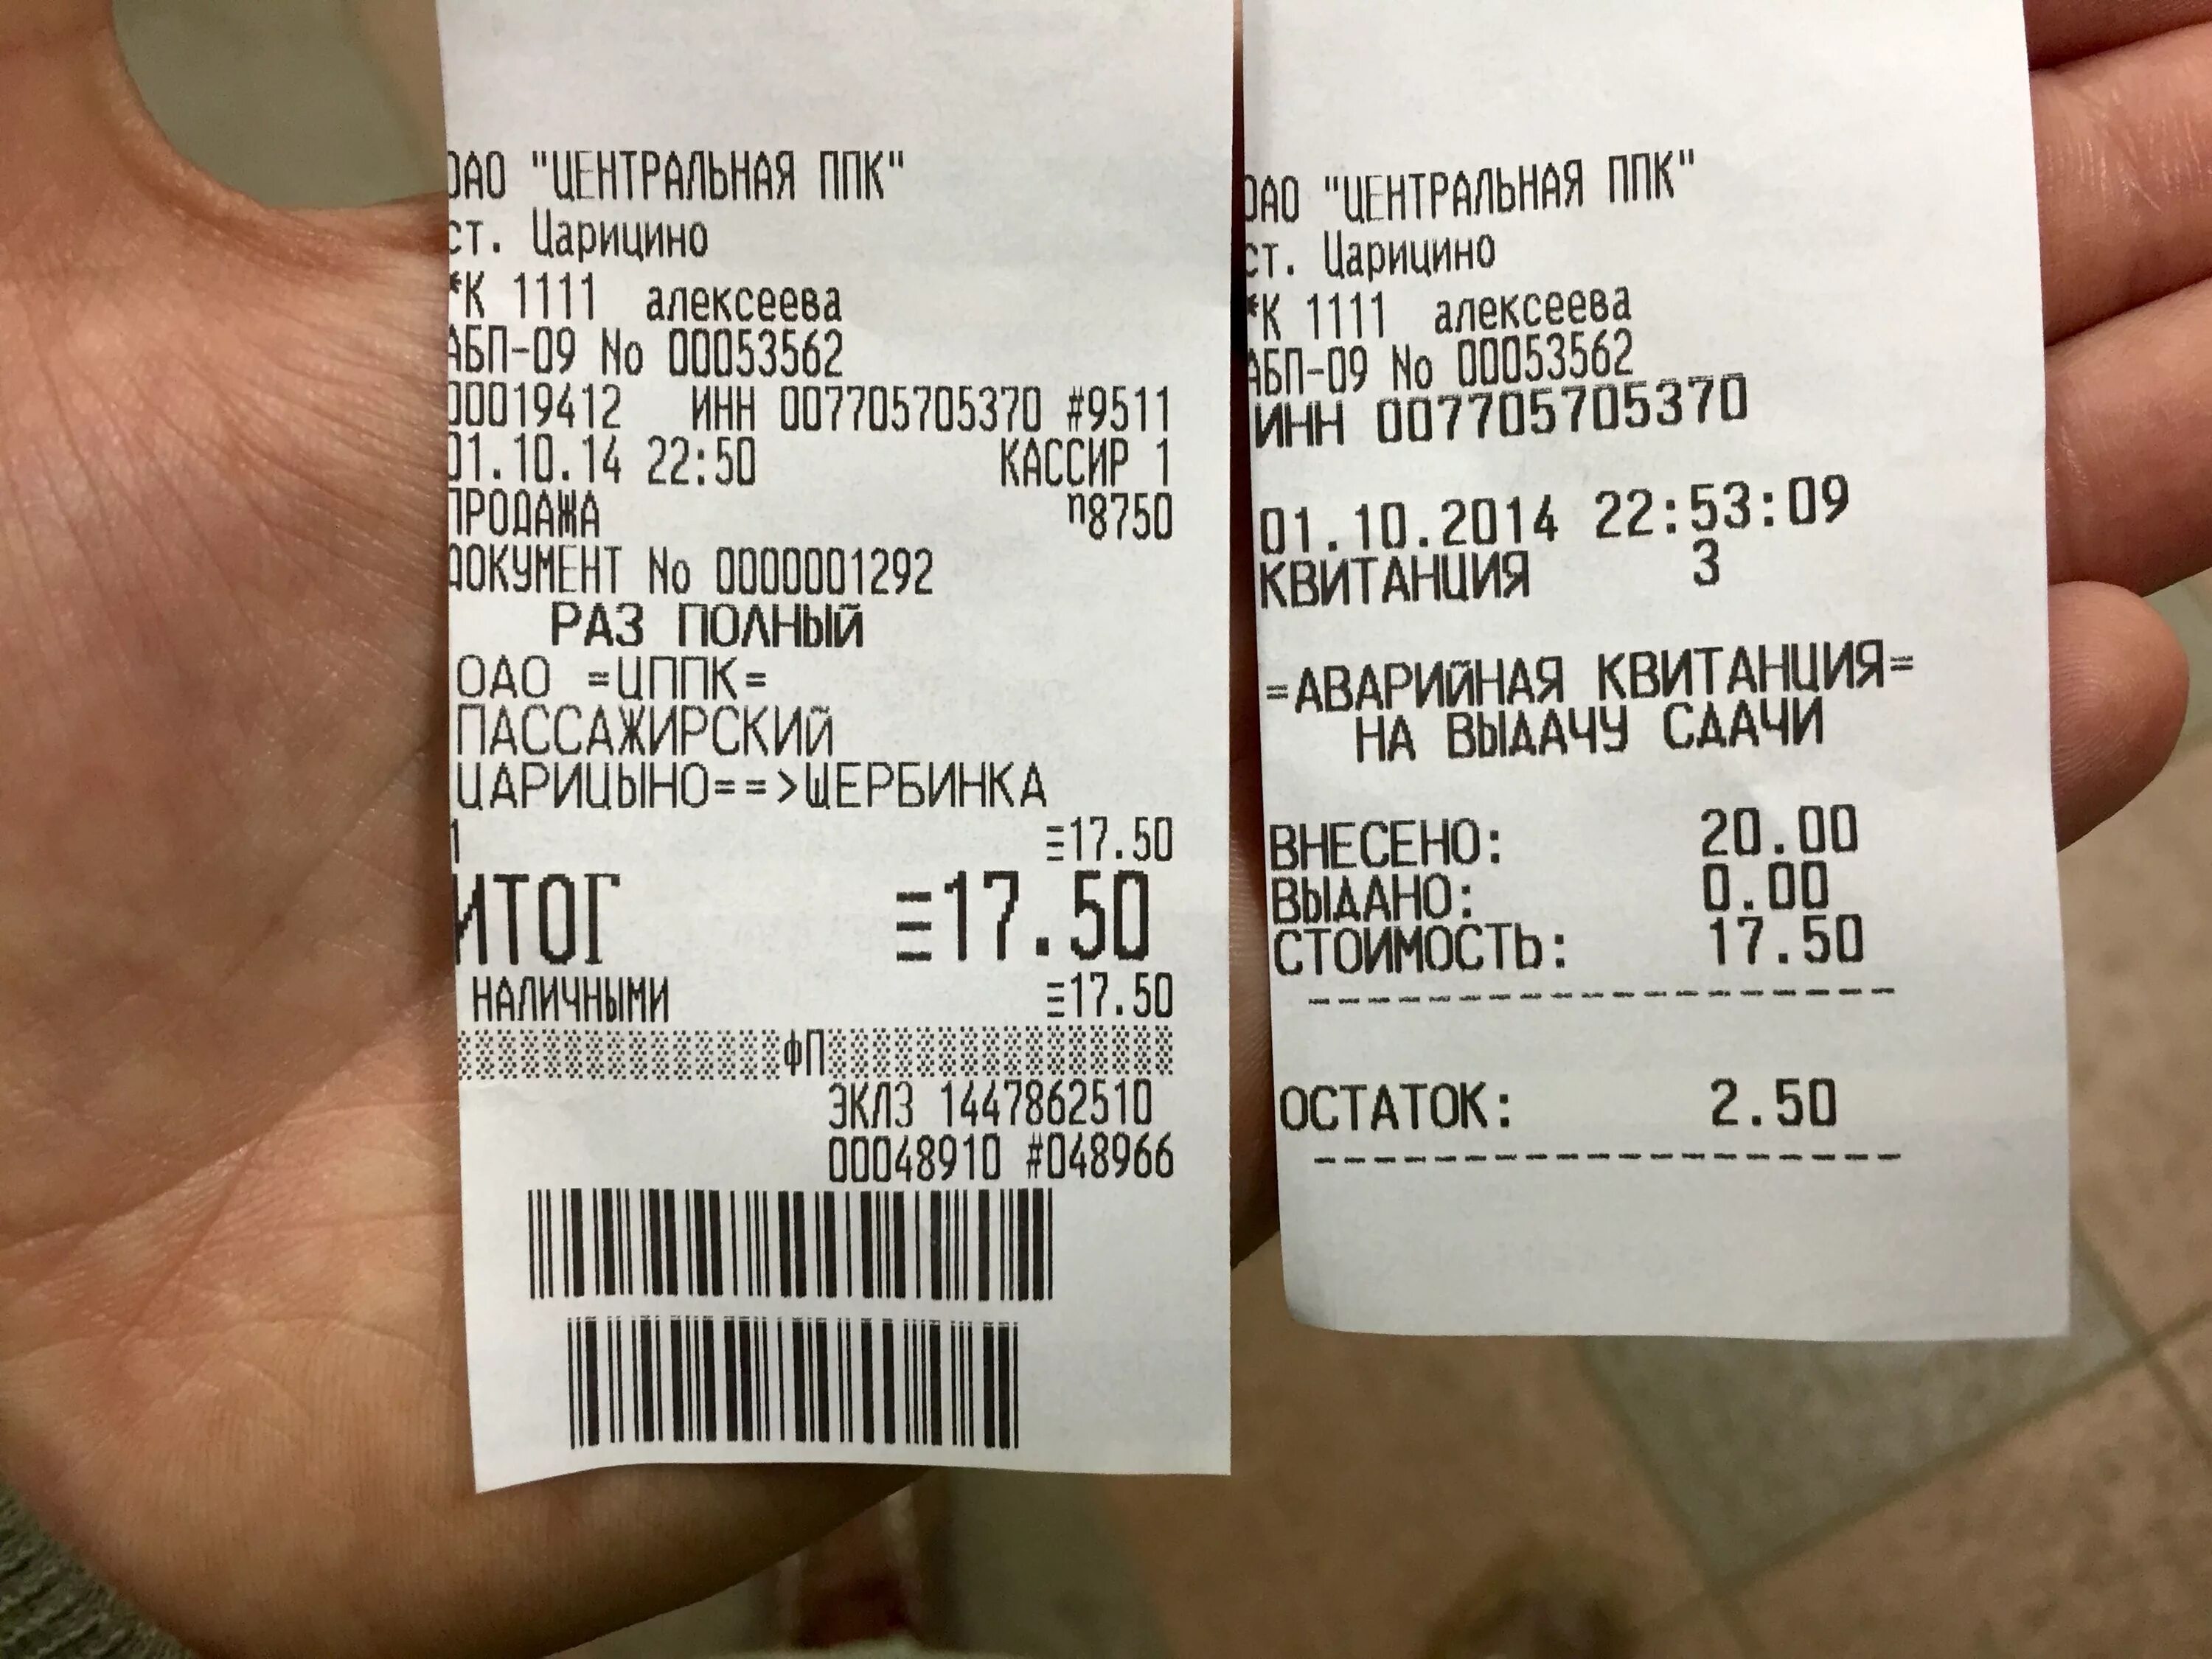 ОАО "ЦЕНТРАЛЬНАЯ ППК"
ст. Царицино
*К 1111 алексеева
АБП-09 No 00053562
00019412 ИНН 007705705370 #9511
01.10.14 22:50 КАССИР 1
ПРОДАЖА п8750
ДОКУМЕНТ No 0000001292
РАЗ ПОЛНЫЙ
ОАО =ЦППК=
ПАССАЖИРСКИЙ
ЦАРИЦЫНО==>ЩЕРБИНКА
1 ≡17.50
ИТОГ ≡17.50
НАЛИЧНЫМИ ≡17.50
ФП
ЭКЛЗ 1447862510
00048910 #048966
ОАО "ЦЕНТРАЛЬНАЯ ППК"
ст. Царицино
*К 1111 алексеева
АБП-09 No 00053562
ИНН 007705705370
01.10.2014 22:53:09
КВИТАНЦИЯ 3
=АВАРИЙНАЯ КВИТАНЦИЯ=
НА ВЫДАЧУ СДАЧИ
ВНЕСЕНО: 20.00
ВЫДАНО: 0.00
СТОИМОСТЬ: 17.50
ОСТАТОК: 2.50